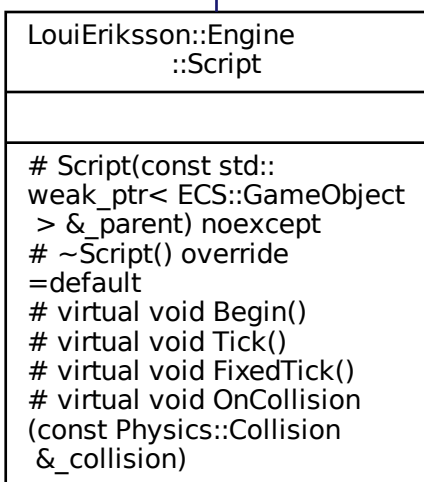 LouiEriksson::Engine
::Script
# Script(const std::
weak_ptr< ECS::GameObject
> &_parent) noexcept
# ~Script() override
=default
# virtual void Begin()
# virtual void Tick()
# virtual void FixedTick()
# virtual void OnCollision
(const Physics::Collision
&_collision)